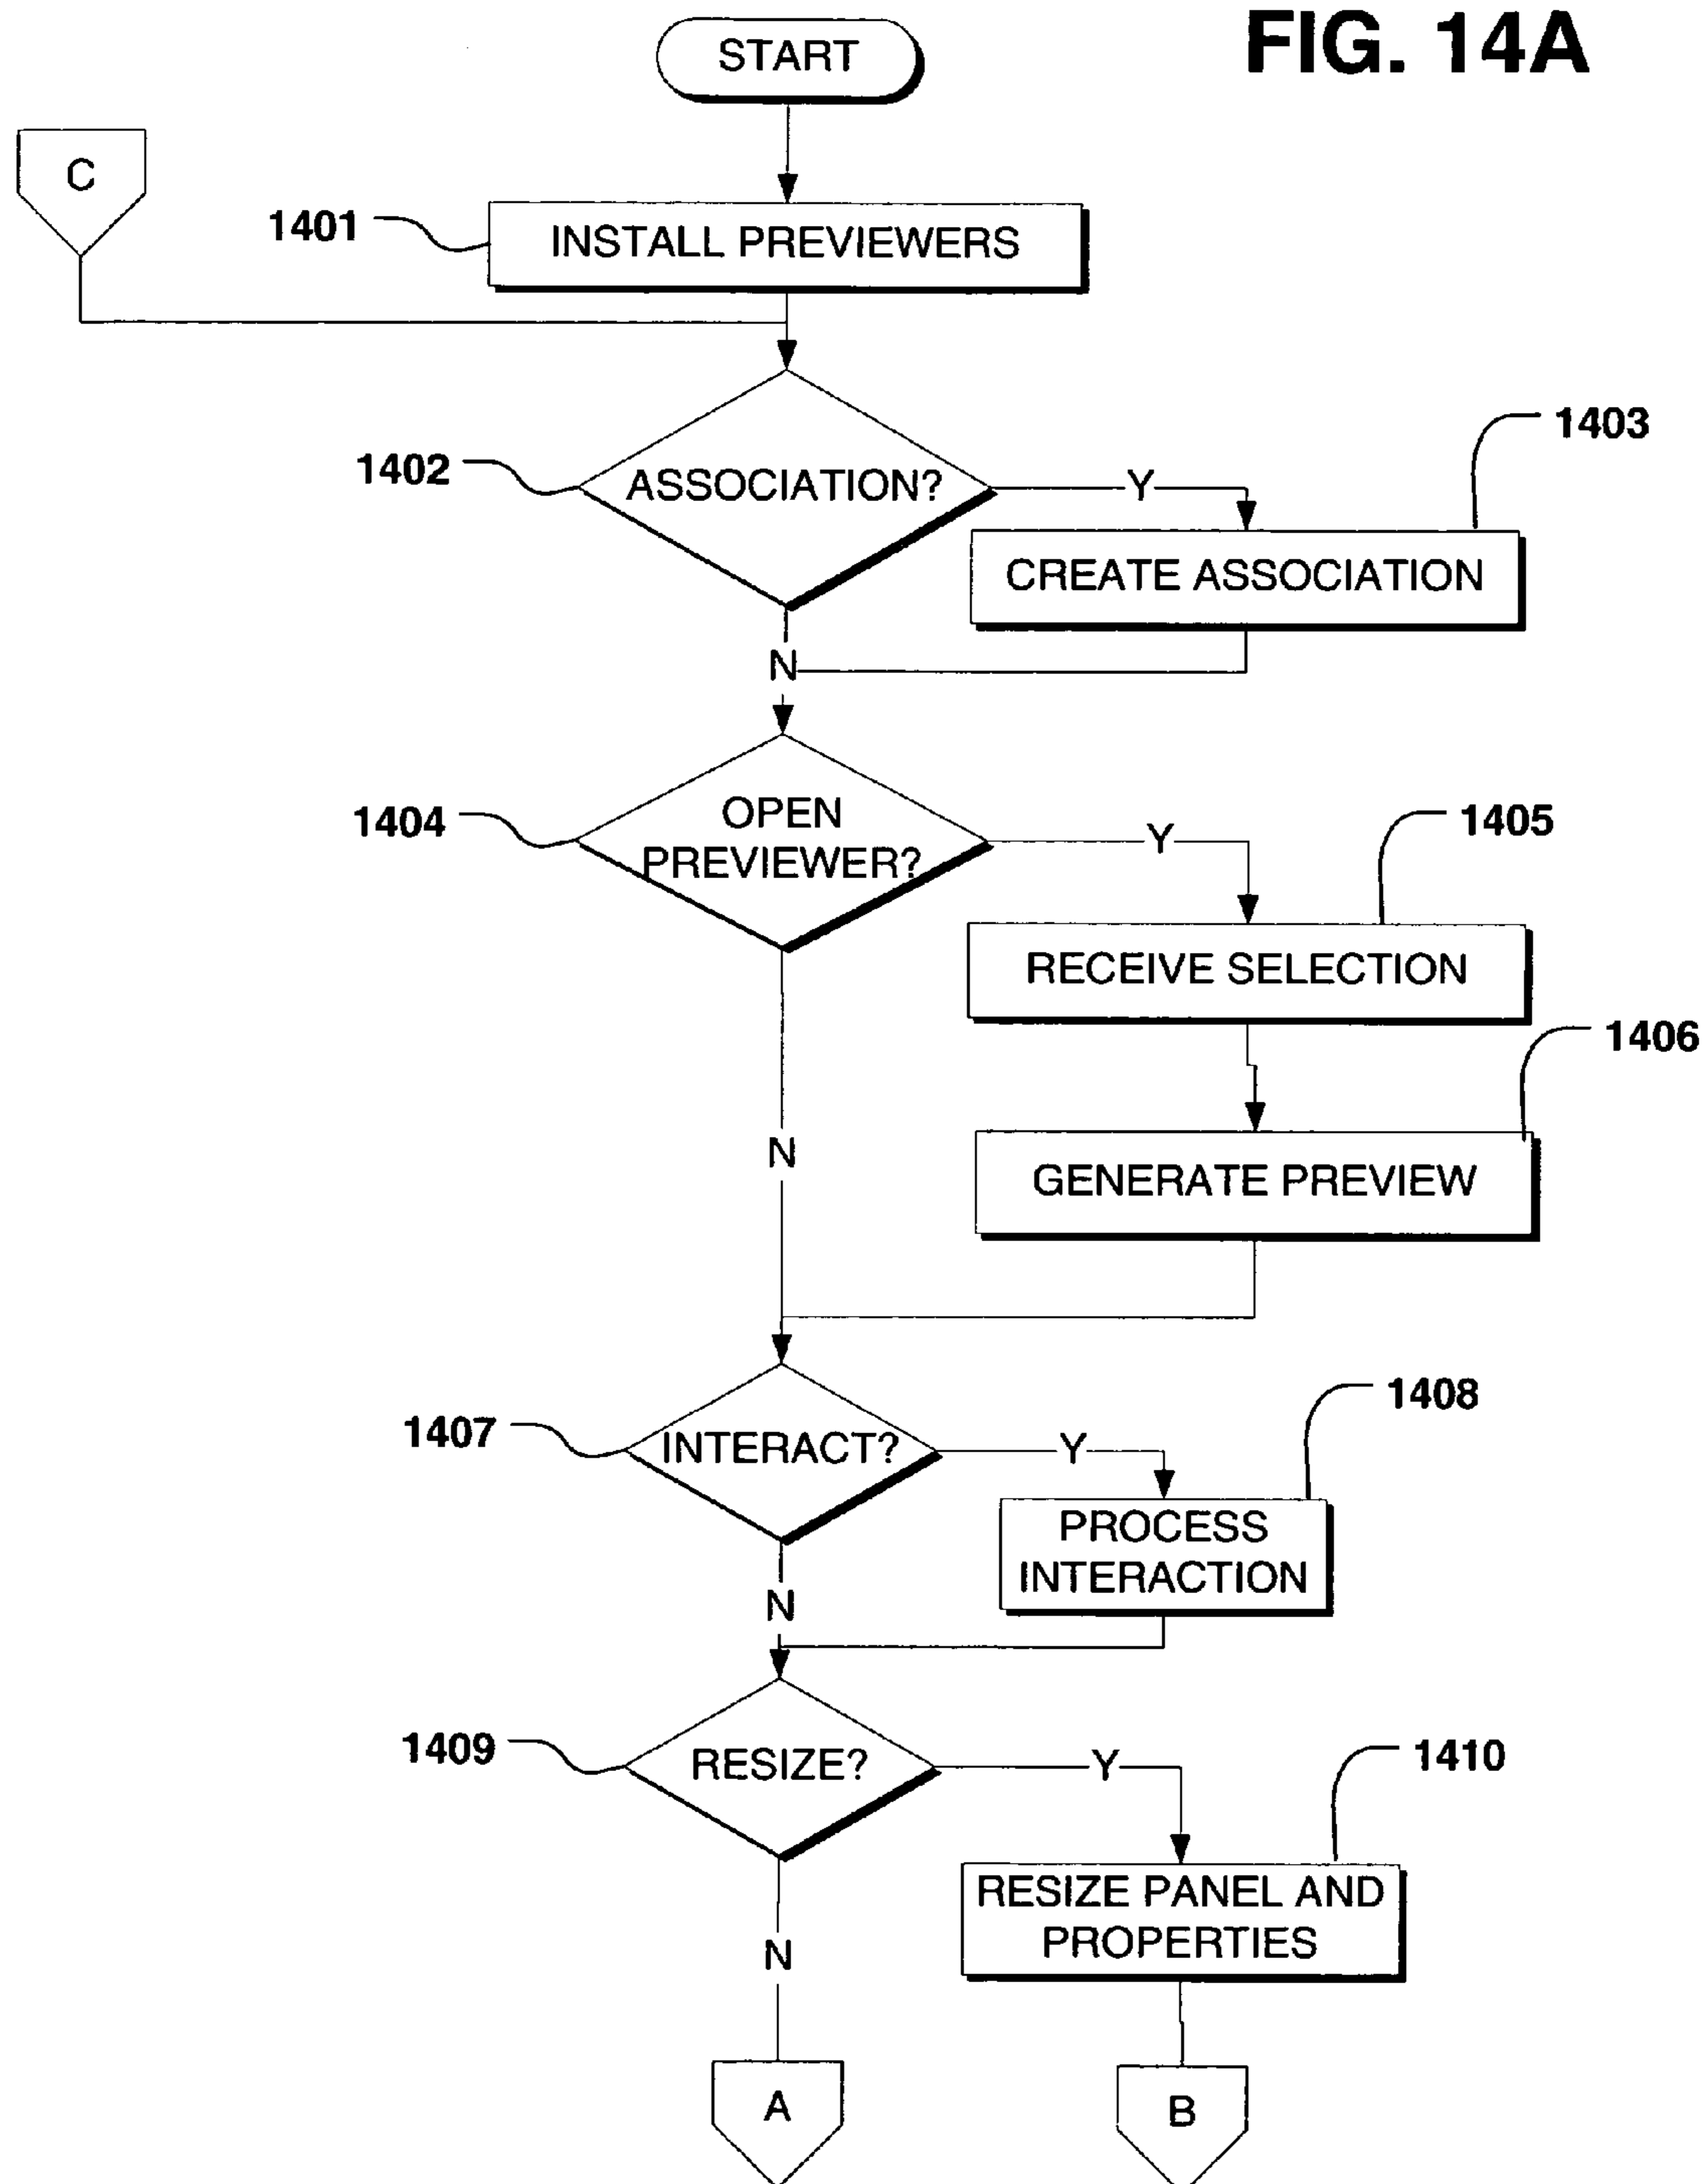 FIG. 14A
START
C
1401
INSTALL PREVIEWERS
1402
ASSOCIATION?
Y
1403
CREATE ASSOCIATION
N
1404
OPEN
PREVIEWER?
Y
1405
RECEIVE SELECTION
1406
GENERATE PREVIEW
N
1407
INTERACT?
Y
1408
PROCESS
INTERACTION
N
1409
RESIZE?
Y
1410
RESIZE PANEL AND
PROPERTIES
N
A
B